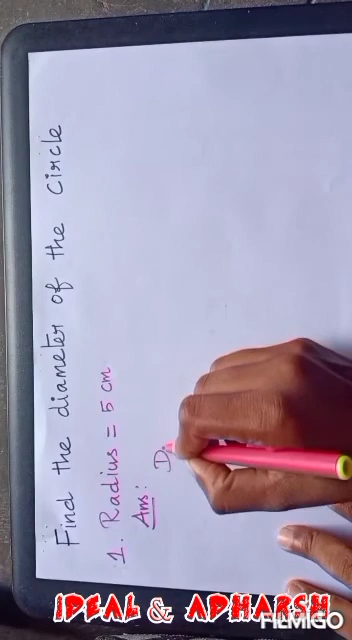 Find the diameter of the circle
1. Radius = 5 cm
Ans:
D
IDEAL & ADHARSH
FILMIGO